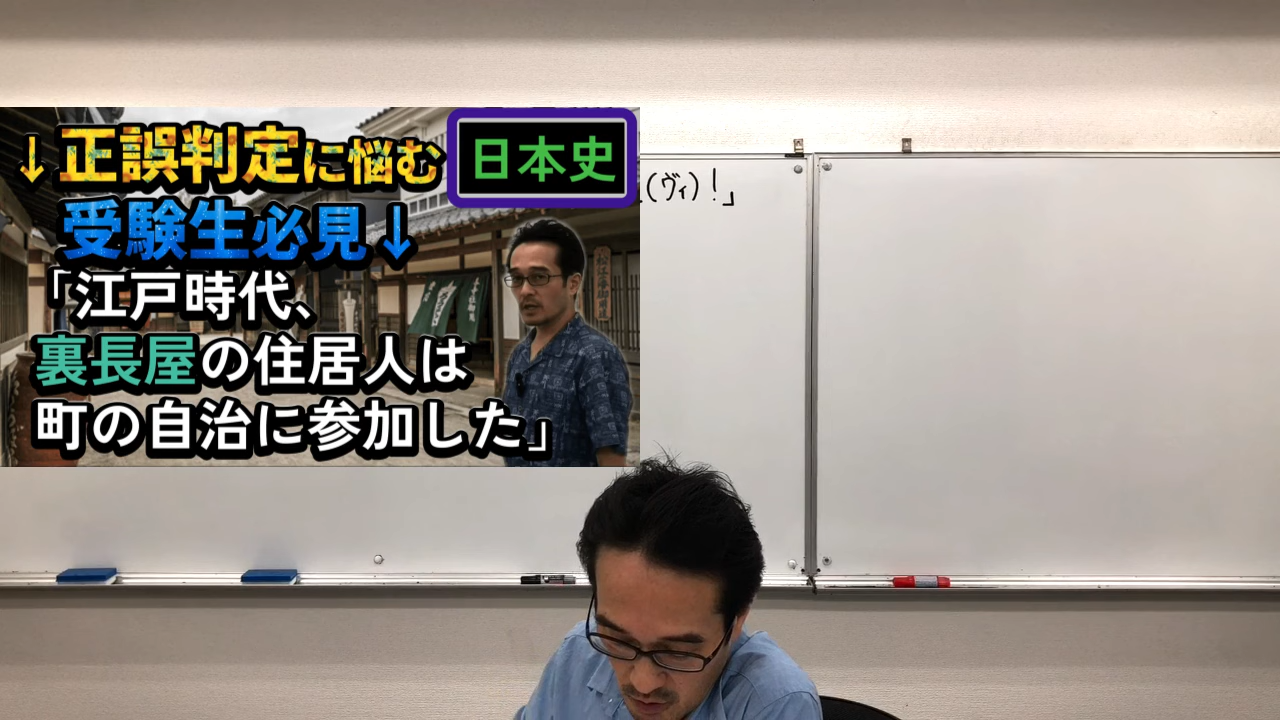 ↓正誤判定に悩む
受験生必見↓
日本史
「江戸時代、
裏長屋の住居人は
町の自治に参加した」
(ヴィ)!」